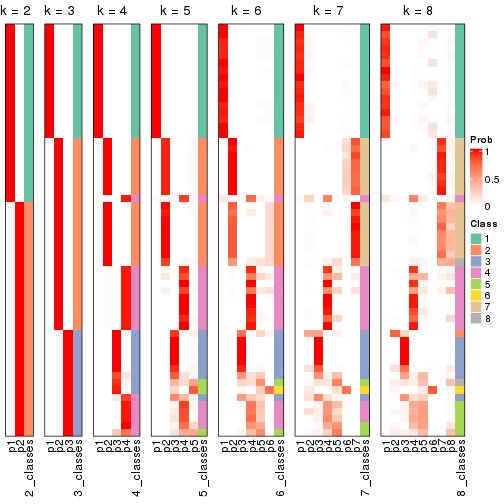 k = 2 k = 3 k = 4 k = 5 k = 6 k = 7 k = 8
Prob
1
0.5
0
Class
1
2
3
4
5
6
7
8
p1 p2 2_classes
p1 p2 p3 3_classes
p1 p2 p3 p4 4_classes
p1 p2 p3 p4 p5 5_classes
p1 p2 p3 p4 p5 p6 6_classes
p1 p2 p3 p4 p5 p6 p7 7_classes
p1 p2 p3 p4 p5 p6 p7 p8 8_classes